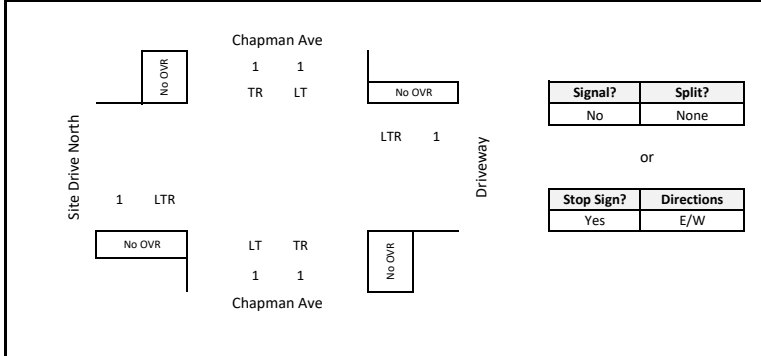 Chapman Ave
No OVR
1 1
TR LT
No OVR
Signal? Split?
No None
Site Drive North
LTR 1
Driveway
or
1 LTR
Stop Sign? Directions
Yes E/W
No OVR
LT TR
No OVR
1 1
Chapman Ave